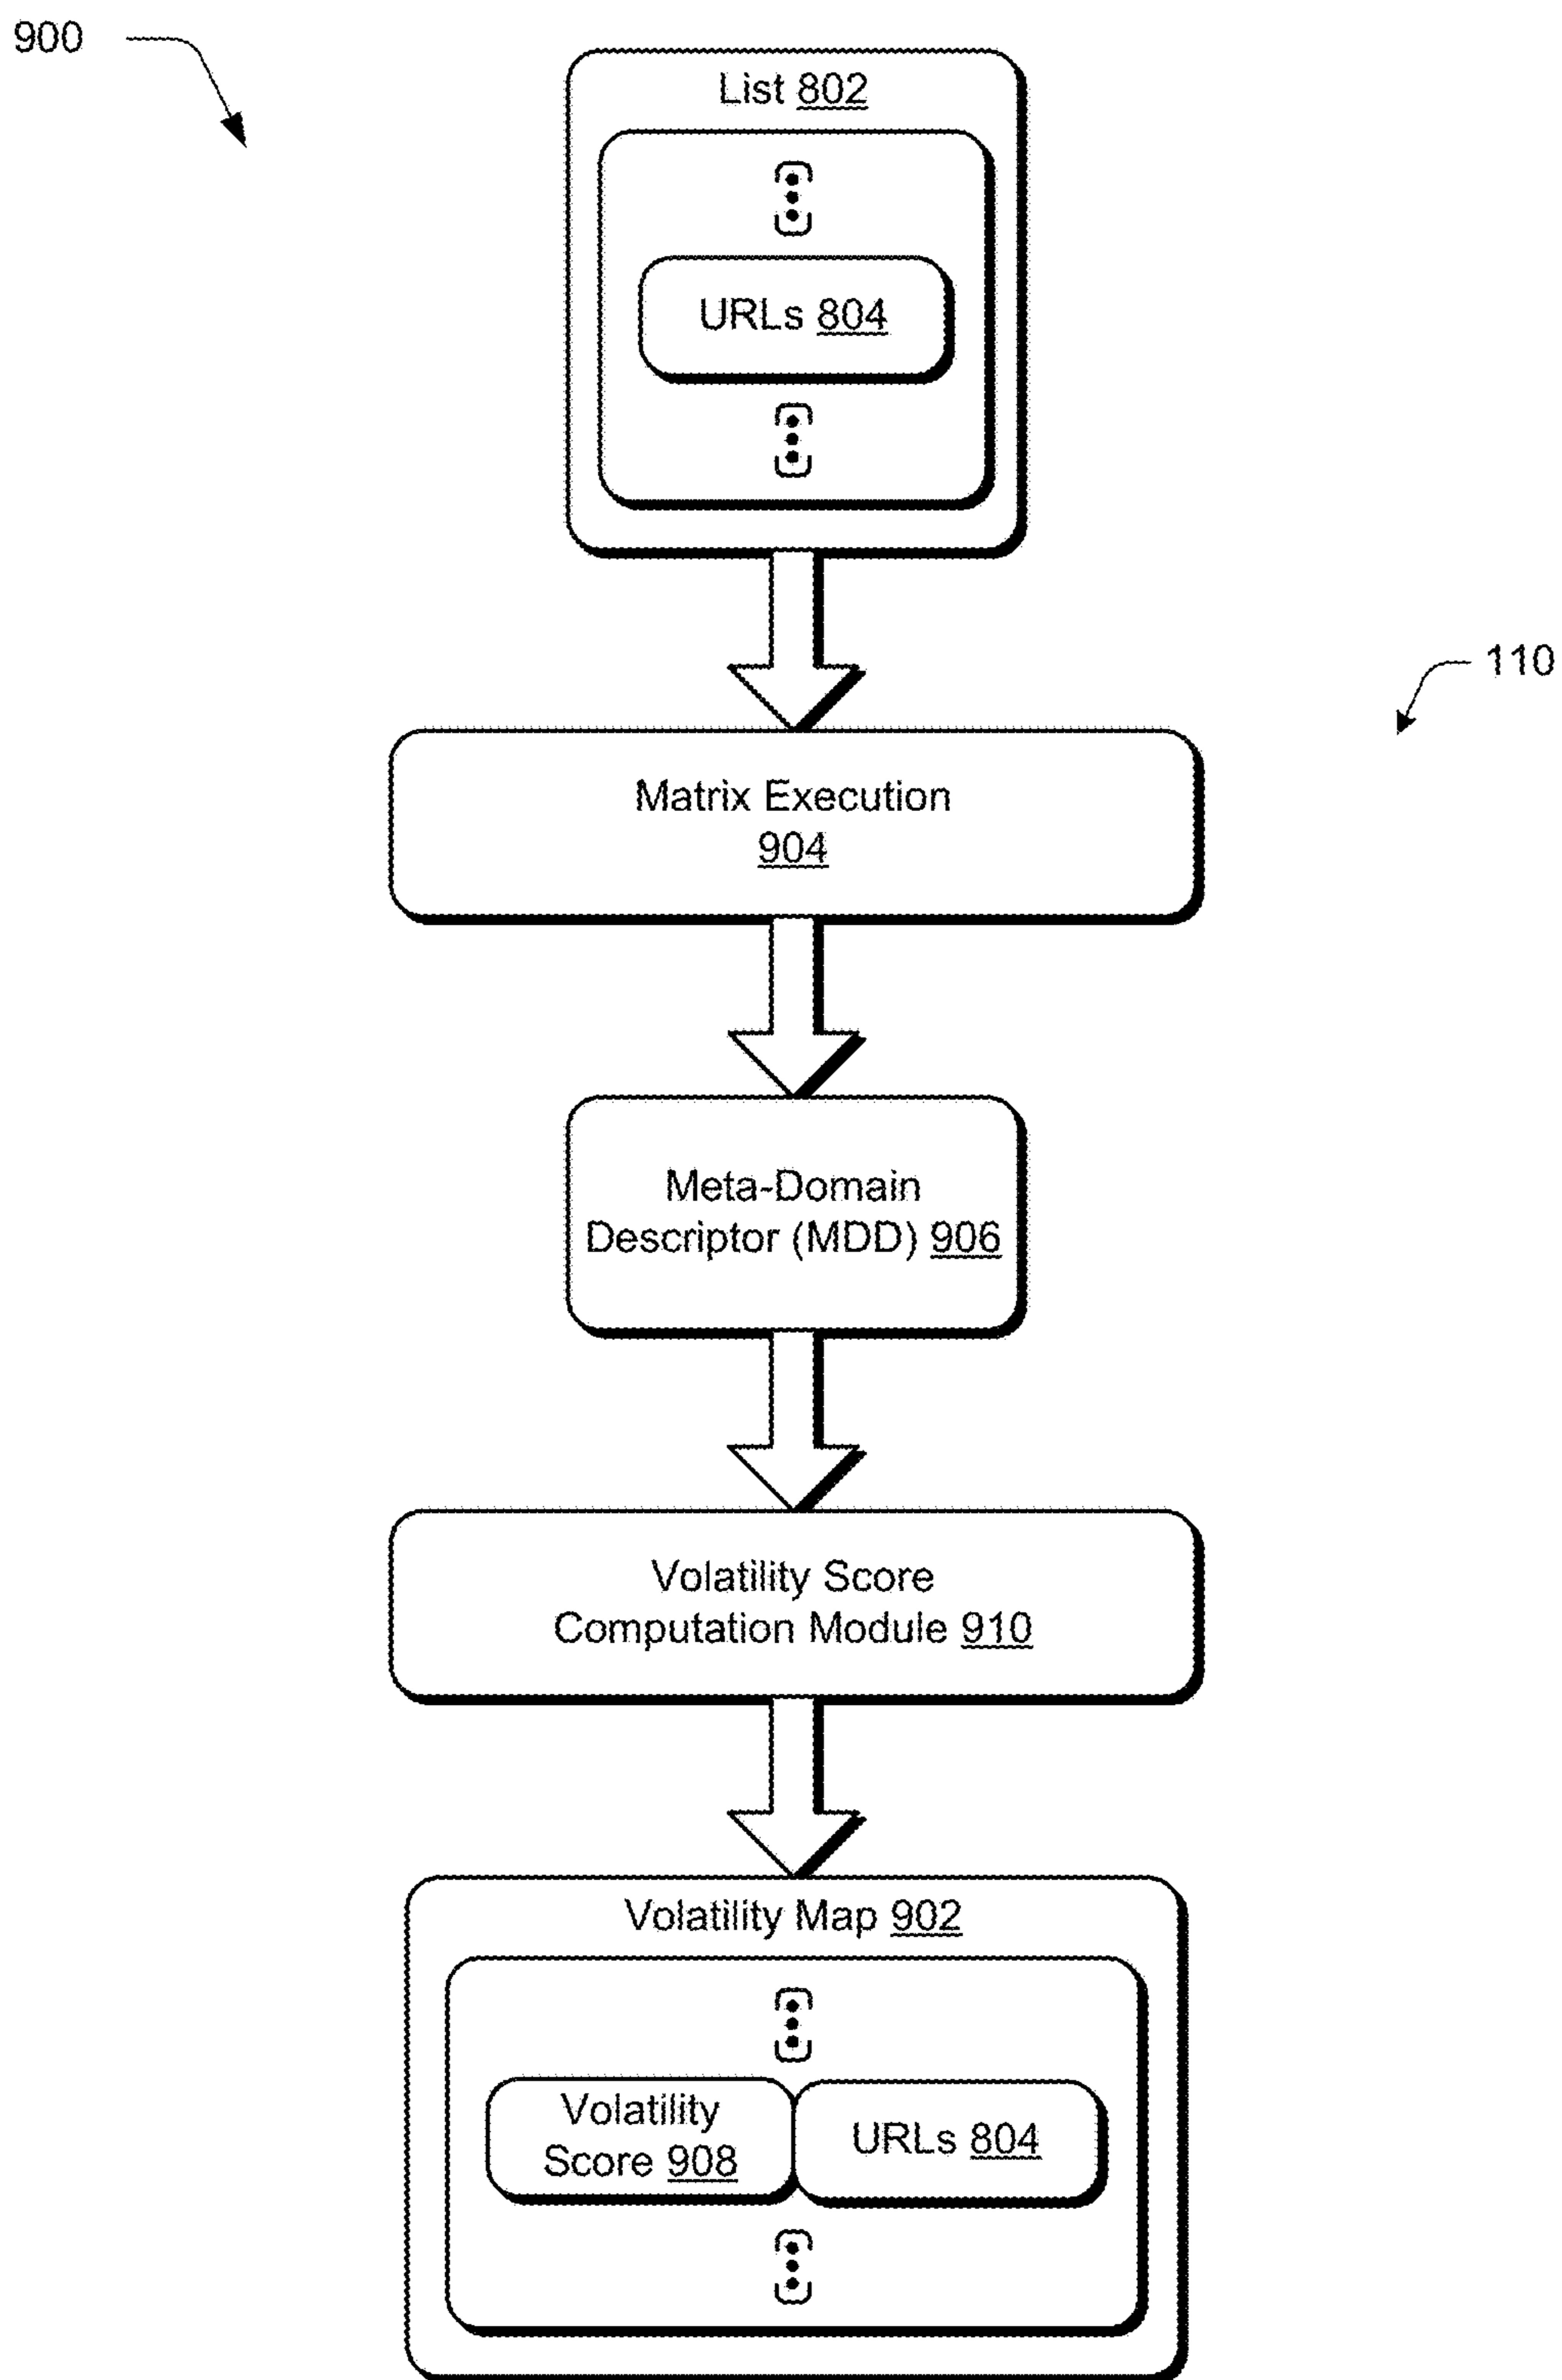 900
List 802
URLs 804
110
Matrix Execution
904
Meta-Domain
Descriptor (MDD) 906
Volatility Score
Computation Module 910
Volatility Map 902
Volatility
Score 908
URLs 804